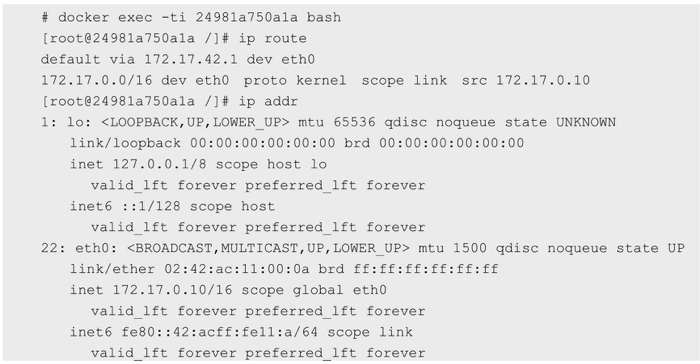 # docker exec -ti 24981a750a1a bash
[root@24981a750a1a /]# ip route
default via 172.17.42.1 dev eth0
172.17.0.0/16 dev eth0 proto kernel scope link src 172.17.0.10
[root@24981a750a1a /]# ip addr
1: lo: <LOOPBACK,UP,LOWER_UP> mtu 65536 qdisc noqueue state UNKNOWN
link/loopback 00:00:00:00:00:00 brd 00:00:00:00:00:00
inet 127.0.0.1/8 scope host lo
valid_lft forever preferred_lft forever
inet6 ::1/128 scope host
valid_lft forever preferred_lft forever
22: eth0: <BROADCAST,MULTICAST,UP,LOWER_UP> mtu 1500 qdisc noqueue state UP
link/ether 02:42:ac:11:00:0a brd ff:ff:ff:ff:ff:ff
inet 172.17.0.10/16 scope global eth0
valid_lft forever preferred_lft forever
inet6 fe80::42:acff:fe11:a/64 scope link
valid_lft forever preferred_lft forever